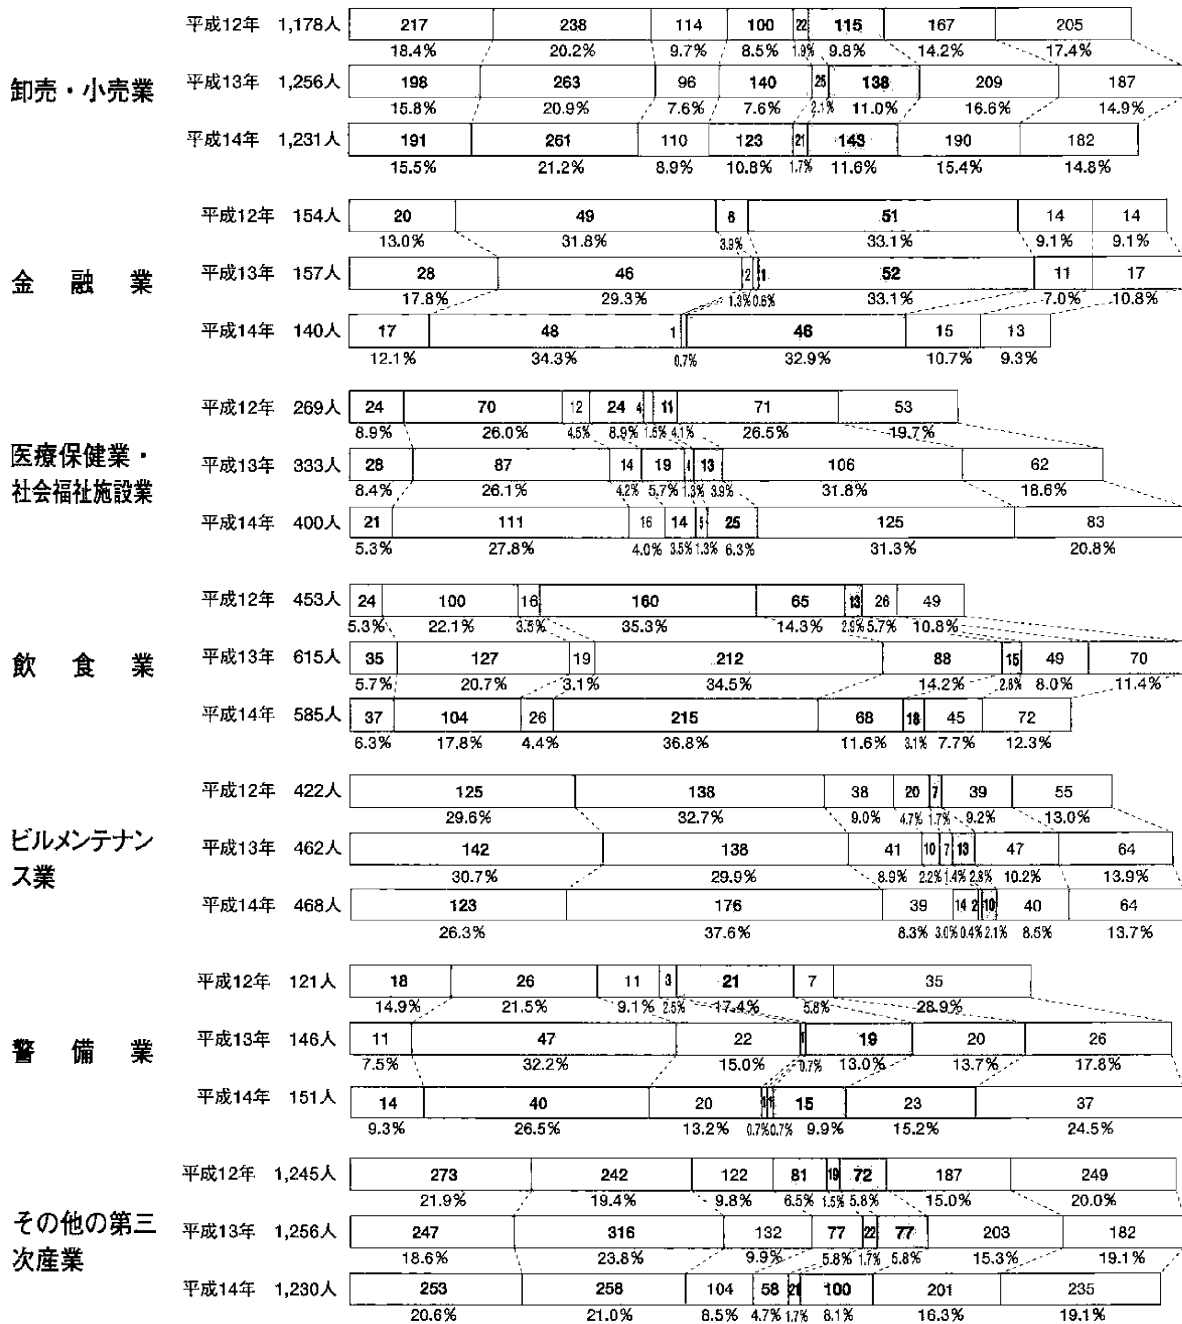 平成12年 1,178人 217 238 114 100 22 115 167 205
18.4% 20.2% 9.7% 8.5% 1.9% 9.8% 14.2% 17.4%
卸売・小売業
平成13年 1,256人 198 263 96 140 26 138 209 187
15.8% 20.9% 7.6% 7.6% 2.1% 11.0% 16.6% 14.9%
平成14年 1,231人 191 261 110 123 21 143 190 182
15.5% 21.2% 8.9% 10.8% 1.7% 11.6% 15.4% 14.8%
平成12年 154人 20 49 6 51 14 14
13.0% 31.8% 3.9% 33.1% 9.1% 9.1%
金融業
平成13年 157人 28 46 2 1 52 11 17
17.8% 29.3% 1.3% 0.6% 33.1% 7.0% 10.8%
平成14年 140人 17 48 1 46 15 13
12.1% 34.3% 0.7% 32.9% 10.7% 9.3%
平成12年 269人 24 70 12 24 4 11 71 53
8.9% 26.0% 4.5% 8.9% 1.5% 4.1% 26.5% 19.7%
医療保健業・
社会福祉施設業
平成13年 333人 28 87 14 19 4 13 106 62
8.4% 26.1% 4.2% 5.7% 1.3% 3.9% 31.8% 18.6%
平成14年 400人 21 111 16 14 5 25 125 83
5.3% 27.8% 4.0% 3.5% 1.3% 6.3% 31.3% 20.8%
平成12年 453人 24 100 16 160 65 13 26 49
5.3% 22.1% 3.5% 35.3% 14.3% 2.9% 5.7% 10.8%
飲食業
平成13年 615人 35 127 19 212 88 15 49 70
5.7% 20.7% 3.1% 34.5% 14.2% 8.0% 11.4%
平成14年 585人 37 104 26 215 68 18 45 72
6.3% 17.8% 4.4% 36.8% 11.6% 3.1% 7.7% 12.3%
平成12年 422人 125 138 38 20 7 39 55
29.6% 32.7% 9.0% 4.7% 1.7% 9.2% 13.0%
ビルメンテナン
ス業
平成13年 462人 142 138 41 10 7 13 47 64
30.7% 29.9% 8.9% 2.2% 1.4% 2.8% 10.2% 13.9%
平成14年 468人 123 176 39 14 2 10 40 64
26.3% 37.6% 8.3% 3.0% 0.4% 2.1% 8.5% 13.7%
平成12年 121人 18 26 11 3 21 7 35
14.9% 21.5% 9.1% 2.5% 17.4% 5.8% 28.9%
警備業
平成13年 146人 11 47 22 1 19 20 26
7.5% 32.2% 15.0% 0.7% 13.0% 13.7% 17.8%
平成14年 151人 14 40 20 1 1 15 23 37
9.3% 26.5% 13.2% 0.7% 0.7% 9.9% 15.2% 24.5%
平成12年 1,245人 273 242 122 81 19 72 187 249
21.9% 19.4% 9.8% 6.5% 1.5% 5.8% 15.0% 20.0%
その他の第三
次産業
平成13年 1,256人 247 316 132 77 22 77 203 182
18.6% 23.8% 9.9% 5.8% 1.7% 5.8% 15.3% 19.1%
平成14年 1,230人 253 258 104 58 21 100 201 235
20.6% 21.0% 8.5% 4.7% 1.7% 8.1% 16.3% 19.1%